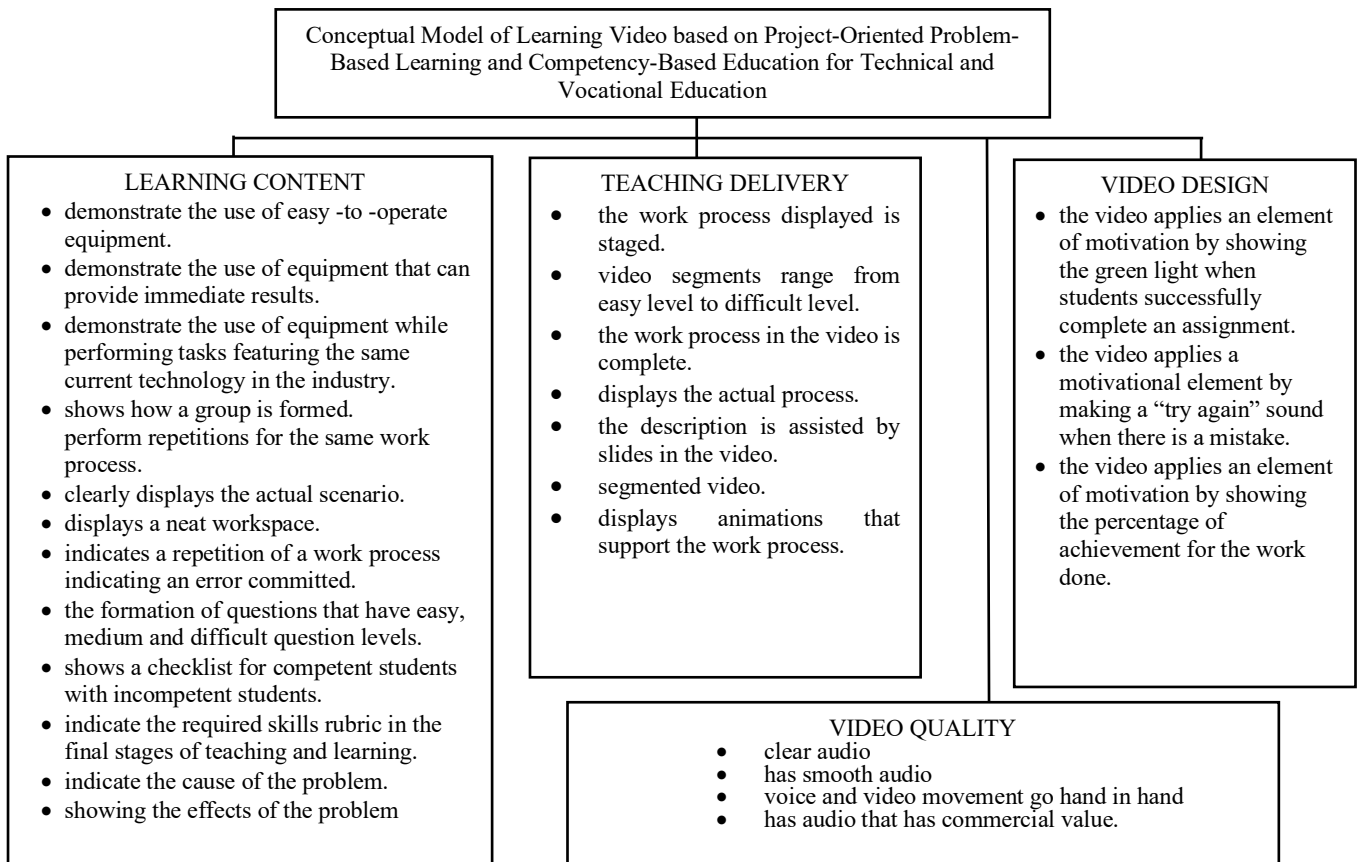 Conceptual Model of Learning Video based on Project-Oriented Problem-
Based Learning and Competency-Based Education for Technical and
Vocational Education
LEARNING CONTENT
• demonstrate the use of easy -to -operate
equipment.
• demonstrate the use of equipment that can
provide immediate results.
• demonstrate the use of equipment while
performing tasks featuring the same
current technology in the industry.
• shows how a group is formed.
perform repetitions for the same work
process.
• clearly displays the actual scenario.
• displays a neat workspace.
• indicates a repetition of a work process
indicating an error committed.
• the formation of questions that have easy,
medium and difficult question levels.
• shows a checklist for competent students
with incompetent students.
• indicate the required skills rubric in the
final stages of teaching and learning.
• indicate the cause of the problem.
• showing the effects of the problem
TEACHING DELIVERY
• the work process displayed is
staged.
• video segments range from
easy level to difficult level.
• the work process in the video is
complete.
• displays the actual process.
• the description is assisted by
slides in the video.
• segmented video.
• displays animations that
support the work process.
VIDEO DESIGN
• the video applies an element
of motivation by showing
the green light when
students successfully
complete an assignment.
• the video applies a
motivational element by
making a “try again” sound
when there is a mistake.
• the video applies an element
of motivation by showing
the percentage of
achievement for the work
done.
VIDEO QUALITY
• clear audio
• has smooth audio
• voice and video movement go hand in hand
• has audio that has commercial value.